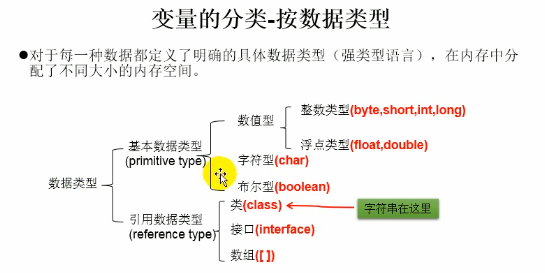 变量的分类-按数据类型
●对于每一种数据都定义了明确的具体数据类型（强类型语言），在内存中分
配了不同大小的内存空间。
整数类型(byte,short,int,long)
数值型
浮点类型(float,double)
基本数据类型
(primitive type)
字符型(char)
布尔型(boolean)
数据类型
类(class)
字符串在这里
引用数据类型
(reference type)
接口(interface)
数组([ ])